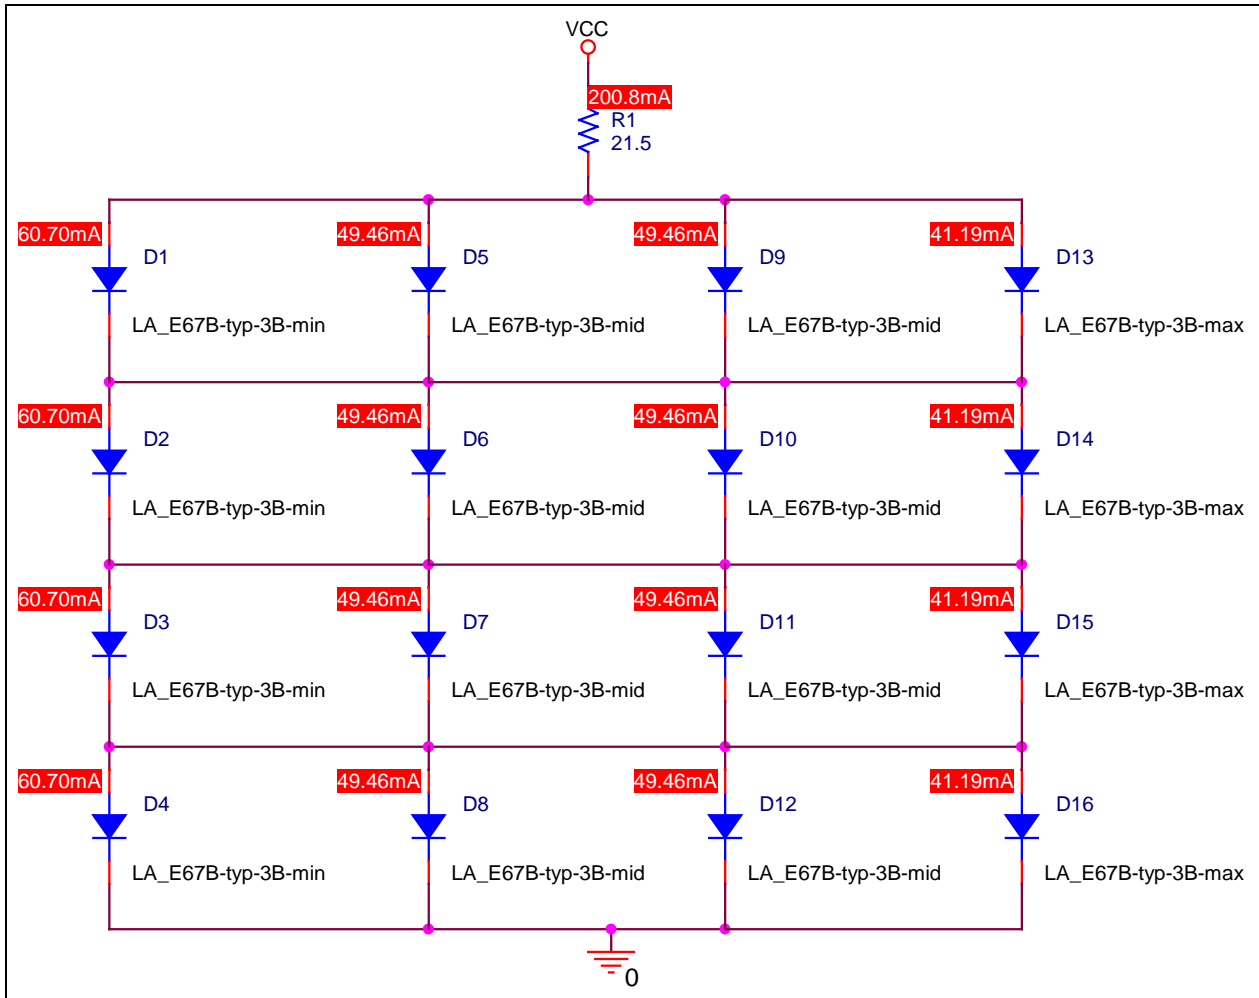 VCC
200.8mA
R1
21.5
60.70mA 49.46mA 49.46mA 41.19mA
D1 D5 D9 D13
LA_E67B-typ-3B-min LA_E67B-typ-3B-mid LA_E67B-typ-3B-mid LA_E67B-typ-3B-max
60.70mA 49.46mA 49.46mA 41.19mA
D2 D6 D10 D14
LA_E67B-typ-3B-min LA_E67B-typ-3B-mid LA_E67B-typ-3B-mid LA_E67B-typ-3B-max
60.70mA 49.46mA 49.46mA 41.19mA
D3 D7 D11 D15
LA_E67B-typ-3B-min LA_E67B-typ-3B-mid LA_E67B-typ-3B-mid LA_E67B-typ-3B-max
60.70mA 49.46mA 49.46mA 41.19mA
D4 D8 D12 D16
LA_E67B-typ-3B-min LA_E67B-typ-3B-mid LA_E67B-typ-3B-mid LA_E67B-typ-3B-max
0